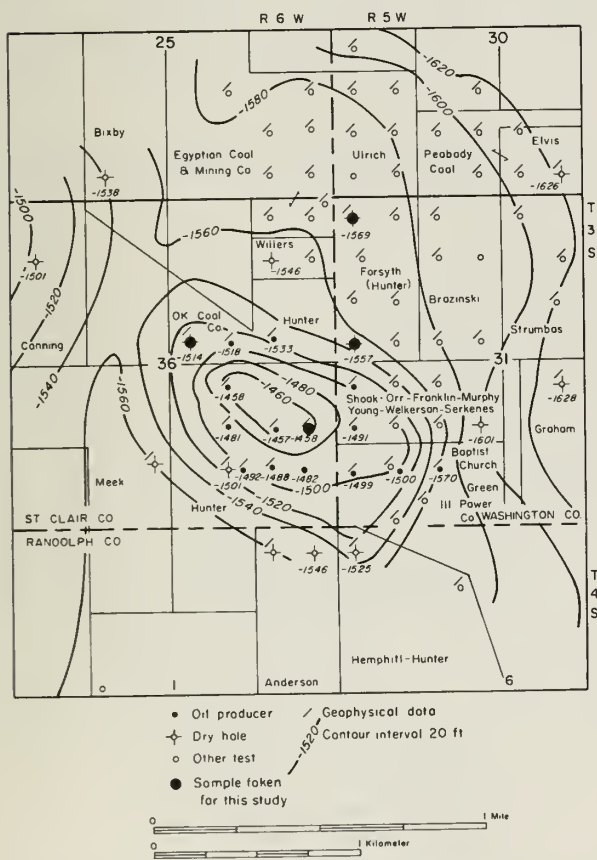 R 6 W R 5 W
25 30
-1620
-1600
-1580
Bixby
Egyptian Coal
& Mining Co
Ulrich Peabody
Coal
Elvis
-1538 -1626
-1500
T
3
S
-1569
-1560
Willers
-1546
-1501
Forsyth
(Hunter)
-1520
Brazinski
OK Coal
Co
Hunter
Strumbas
Canning
-1514 -1518 -1533 -1557
-1540
36 31
-1480
-1460
-1560
-1458
Shook-Orr-Franklin-Murphy
Young-Welkerson-Serkenes
-1628
-1481 -1457 -1458 -1491 -1601
Graham
Baptist
Church
Meek
-1501 -1492 -1488 -1482 -1499 -1500 -1570
-1500
Green
Hunter
-1540 -1520
Ill Power
Co
ST CLAIR CO WASHINGTON CO
RANDOLPH CO
-1546 -1525
T
4
S
Hemphill-Hunter
1 Anderson 6
Oil producer Geophysical data
Dry hole -1520 Contour interval 20 ft
Other test
Sample taken
for this study
0 1 Mile
0 1 Kilometer